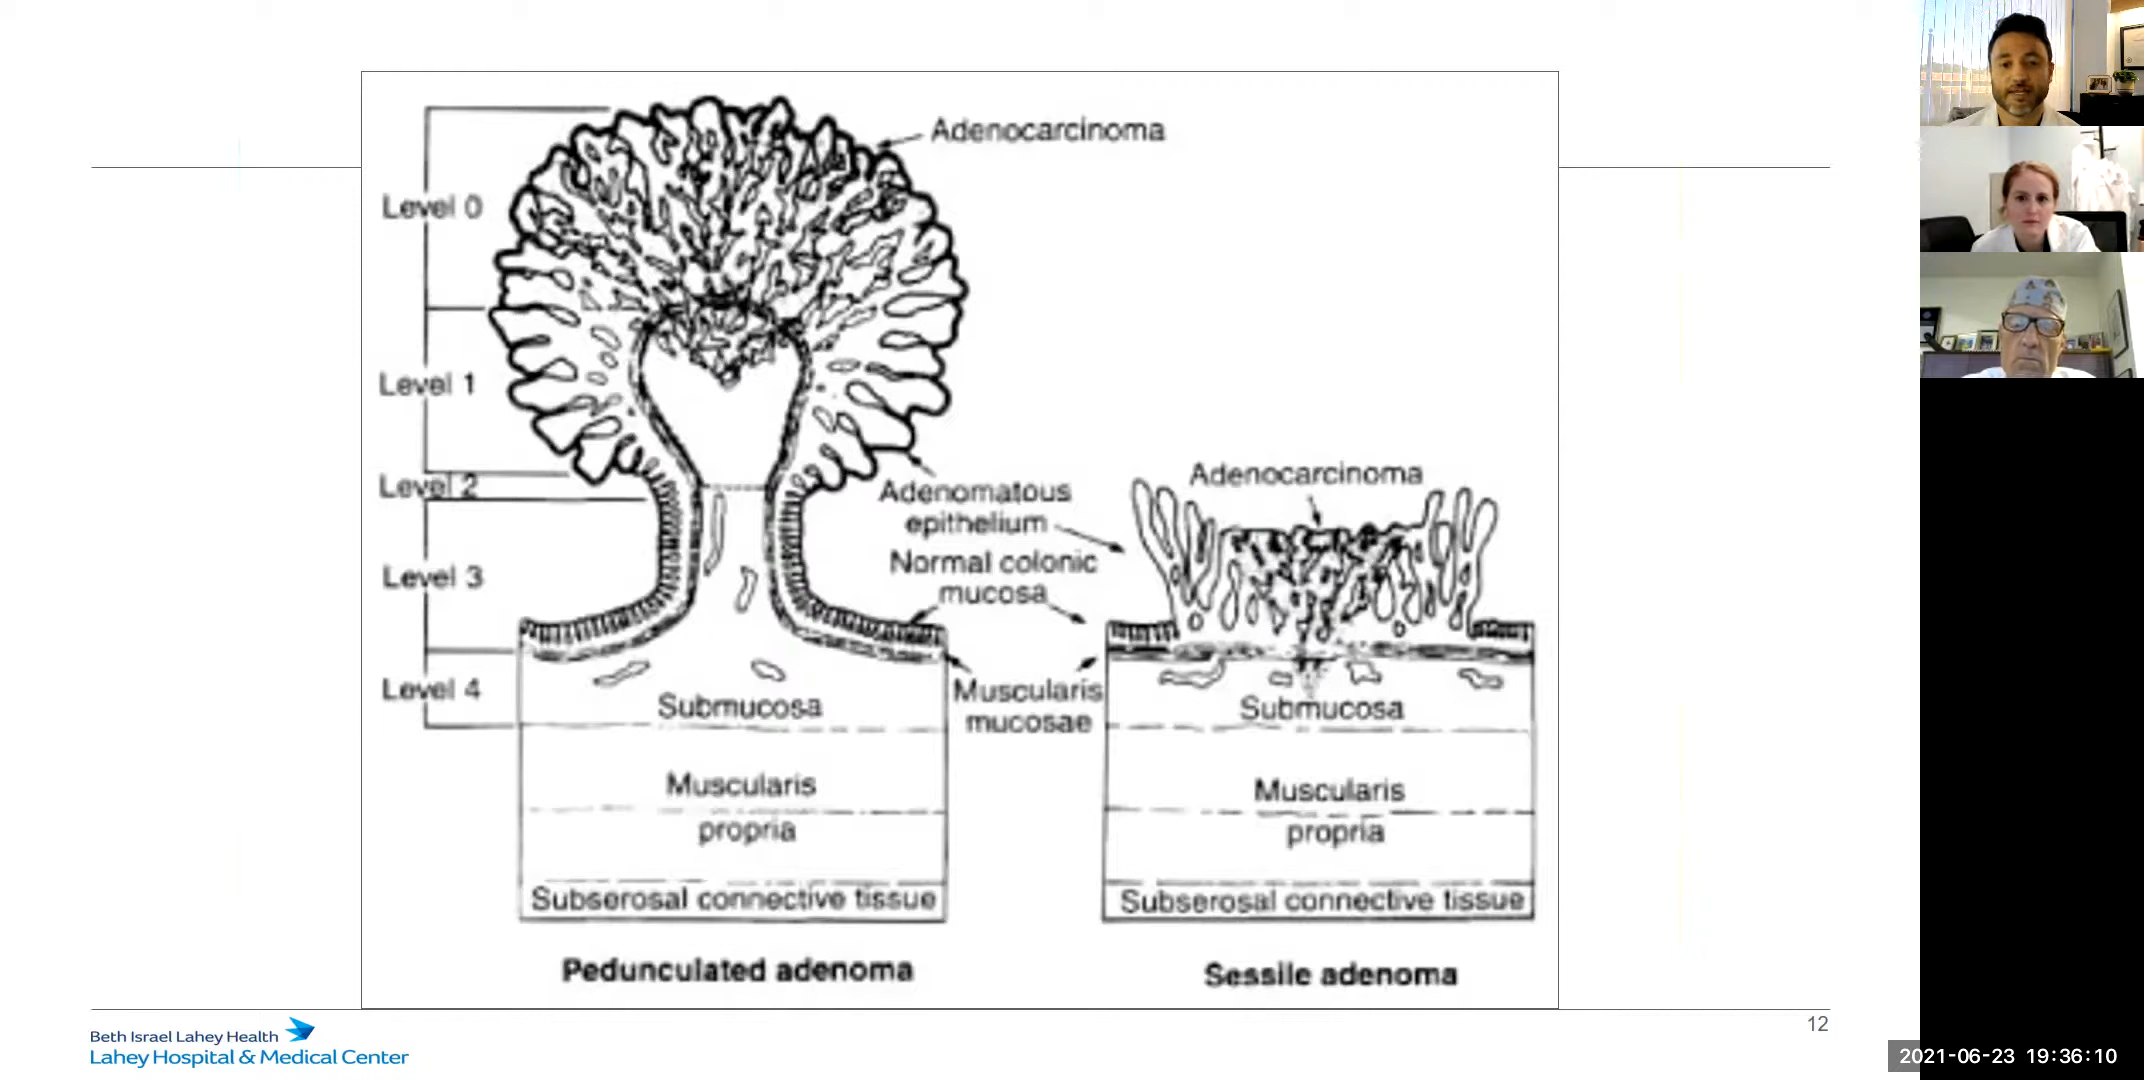 Adenocarcinoma
Level 0
Level 1
Level 2
Adenomatous
epithelium
Normal colonic
mucosa
Level 3
Level 4
Submucosa
Muscularis
mucosae
Muscularis
propria
Subserosal connective tissue
Pedunculated adenoma
Adenocarcinoma
Submucosa
Muscularis
propria
Subserosal connective tissue
Sessile adenoma
Beth Israel Lahey Health
Lahey Hospital & Medical Center
12
2021-06-23 19:36:10